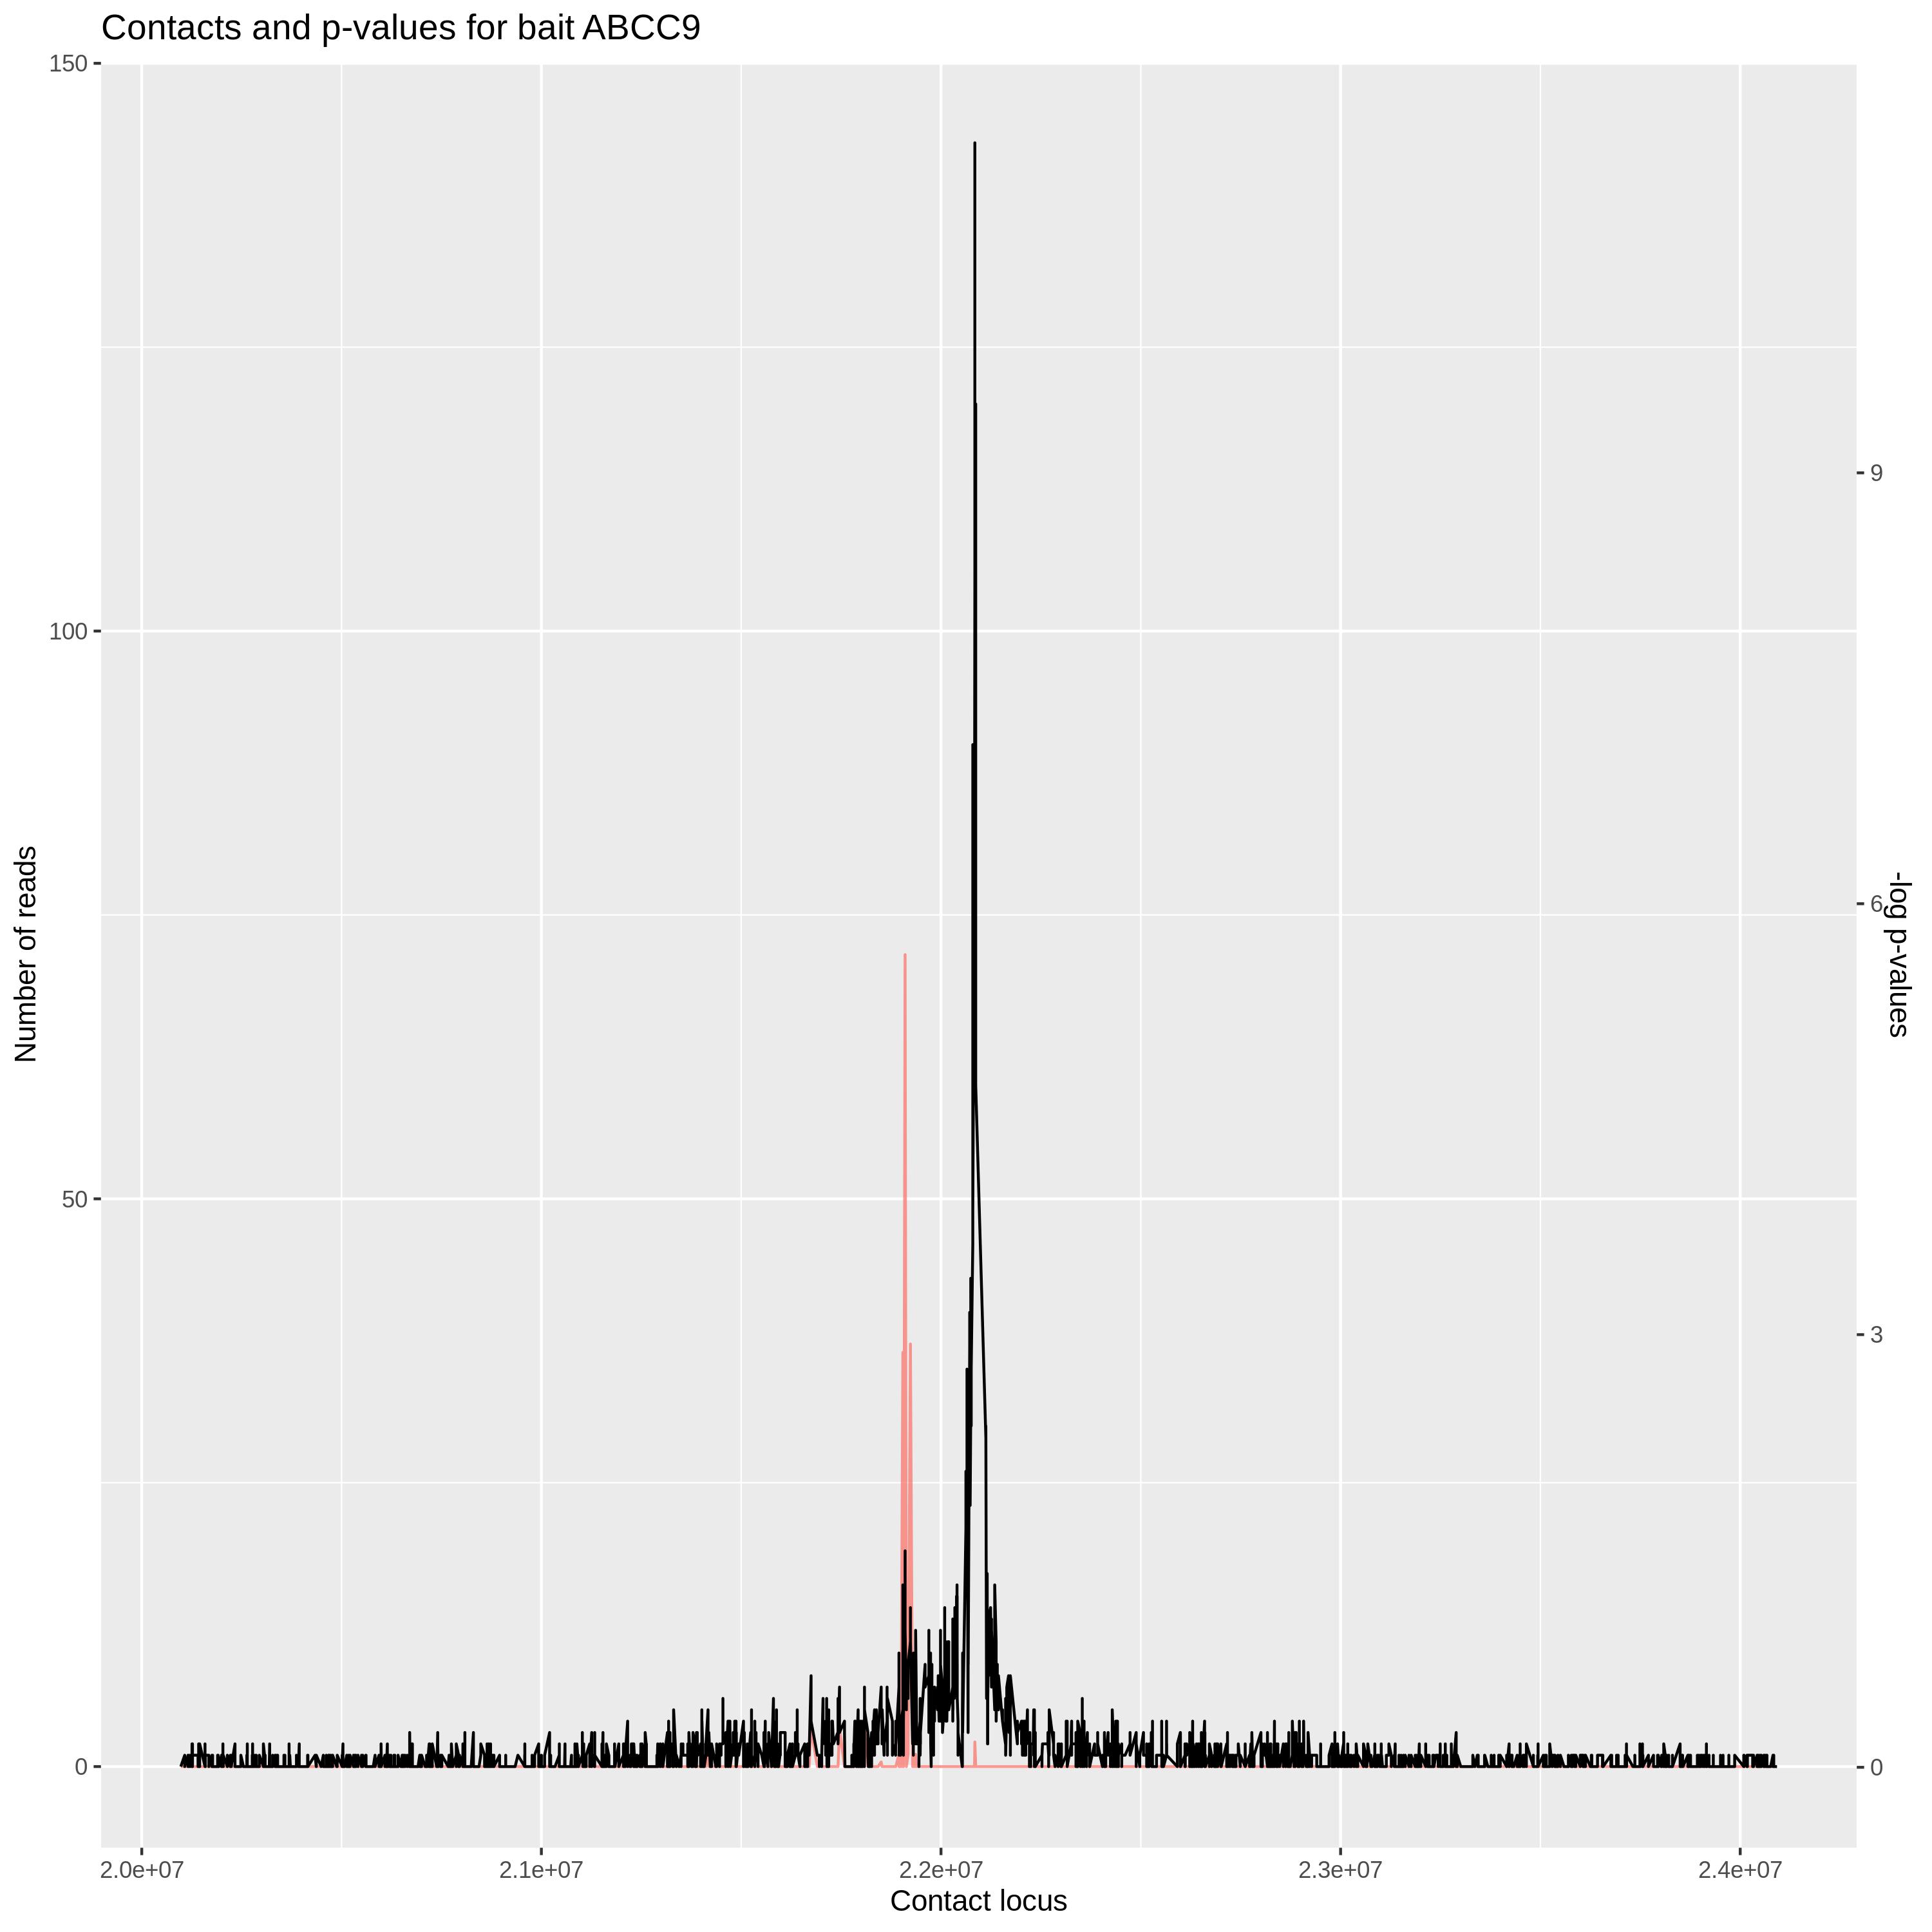 Contacts and p-values for bait ABCC9
150
100
50
0
Number of reads
9
6
3
0
-log p-values
2.0e+07 2.1e+07 2.2e+07 2.3e+07 2.4e+07
Contact locus